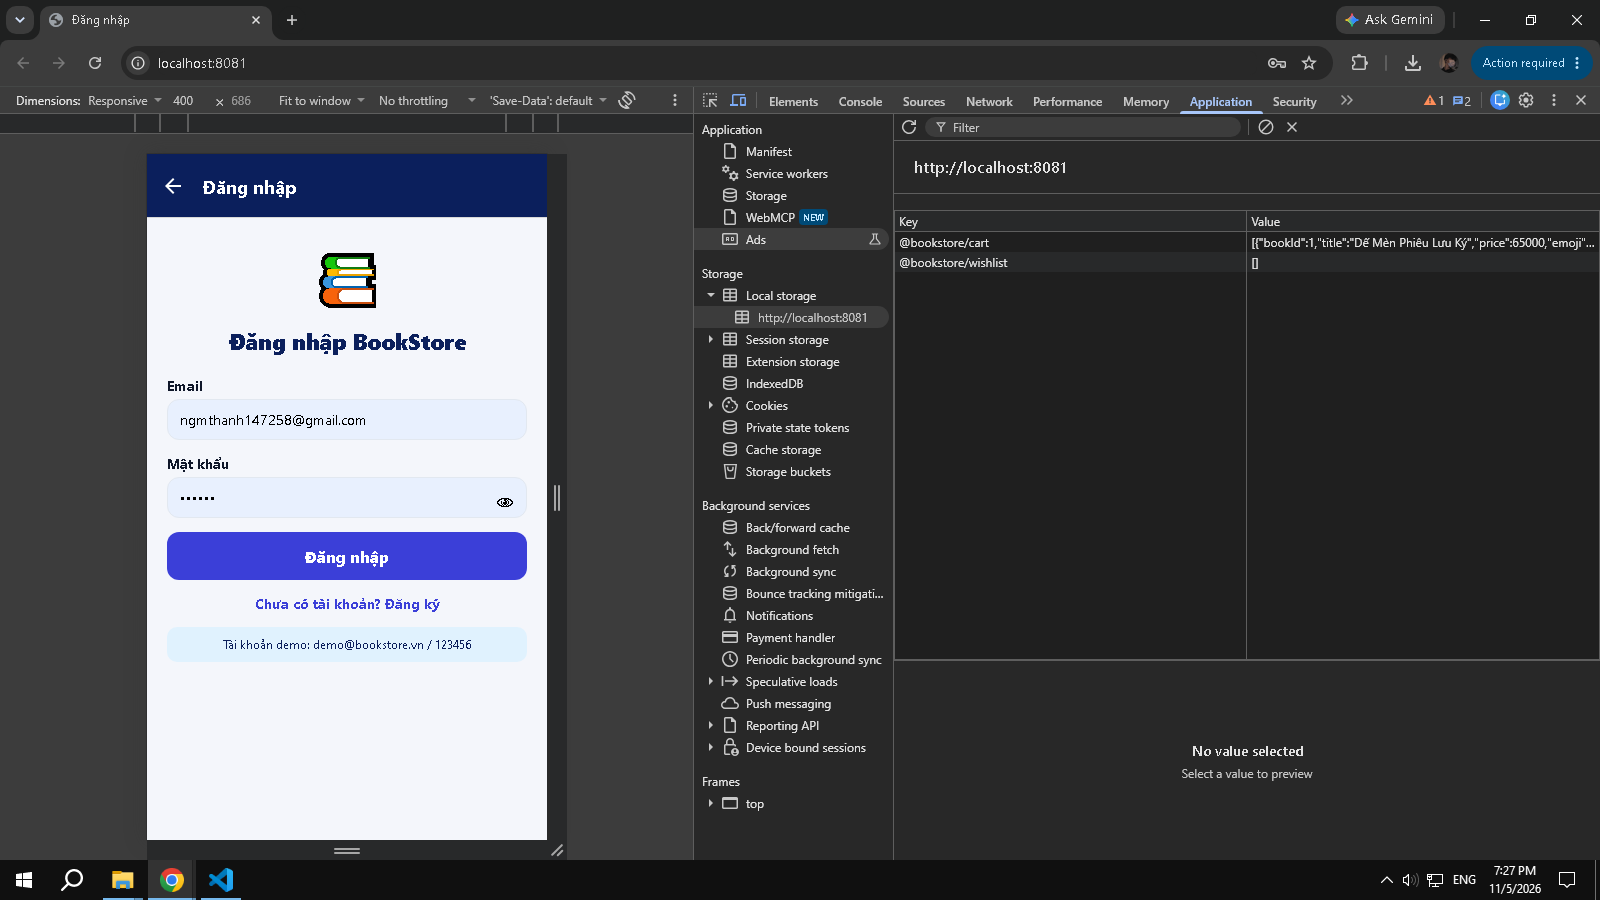 Đăng nhập
Ask Gemini
localhost:8081
Action required
Dimensions: Responsive 400 × 686 Fit to window No throttling 'Save-Data': default
Elements Console Sources Network Performance Memory Application Security 1 2
Đăng nhập
Đăng nhập BookStore
Email
ngmthanh147258@gmail.com
Mật khẩu
••••••
Đăng nhập
Chưa có tài khoản? Đăng ký
Tài khoản demo: demo@bookstore.vn / 123456
Application
Manifest
Service workers
Storage
WebMCP NEW
Ads
Storage
Local storage
http://localhost:8081
Session storage
Extension storage
IndexedDB
Cookies
Private state tokens
Cache storage
Storage buckets
Background services
Back/forward cache
Background fetch
Background sync
Bounce tracking mitigati...
Notifications
Payment handler
Periodic background sync
Speculative loads
Push messaging
Reporting API
Device bound sessions
Frames
top
Filter
http://localhost:8081
Key Value
@bookstore/cart [{"bookId":1,"title":"Dế Mèn Phiêu Lưu Ký","price":65000,"emoji"...
@bookstore/wishlist []
No value selected
Select a value to preview
ENG
7:27 PM
11/5/2026